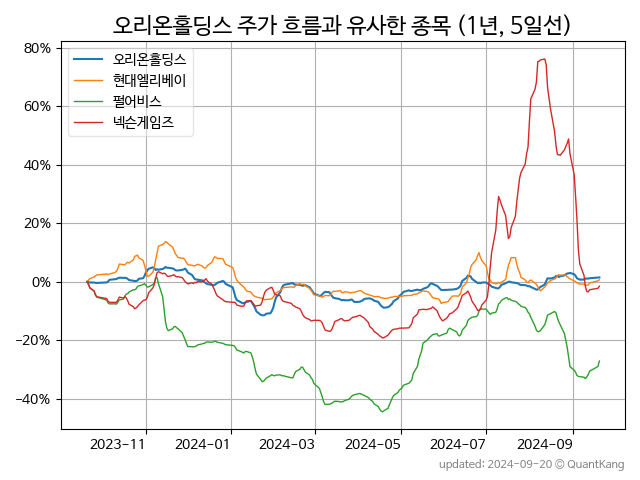 오리온홀딩스 주가 흐름과 유사한 종목 (1년, 5일선)
80%
60%
40%
20%
0%
−20%
−40%
오리온홀딩스
현대엘리베이
펄어비스
넥슨게임즈
2023-11 2024-01 2024-03 2024-05 2024-07 2024-09
updated: 2024-09-20 © QuantKang